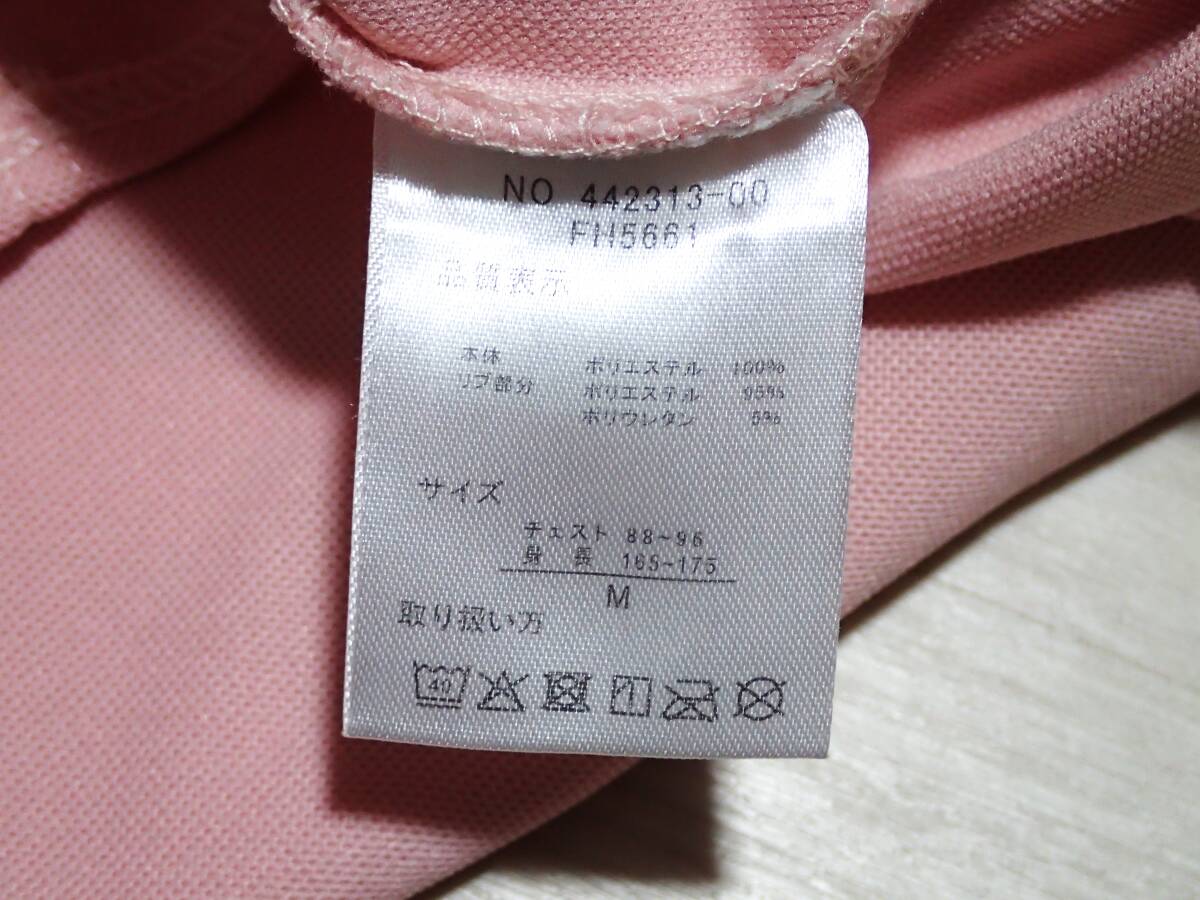 NO 442313-00
FH5661
品質表示
本体 ポリエステル 100%
リブ部分 ポリエステル 95%
ポリウレタン 5%
サイズ
チェスト 88~96
身長 165~175
M
取り扱い方
40